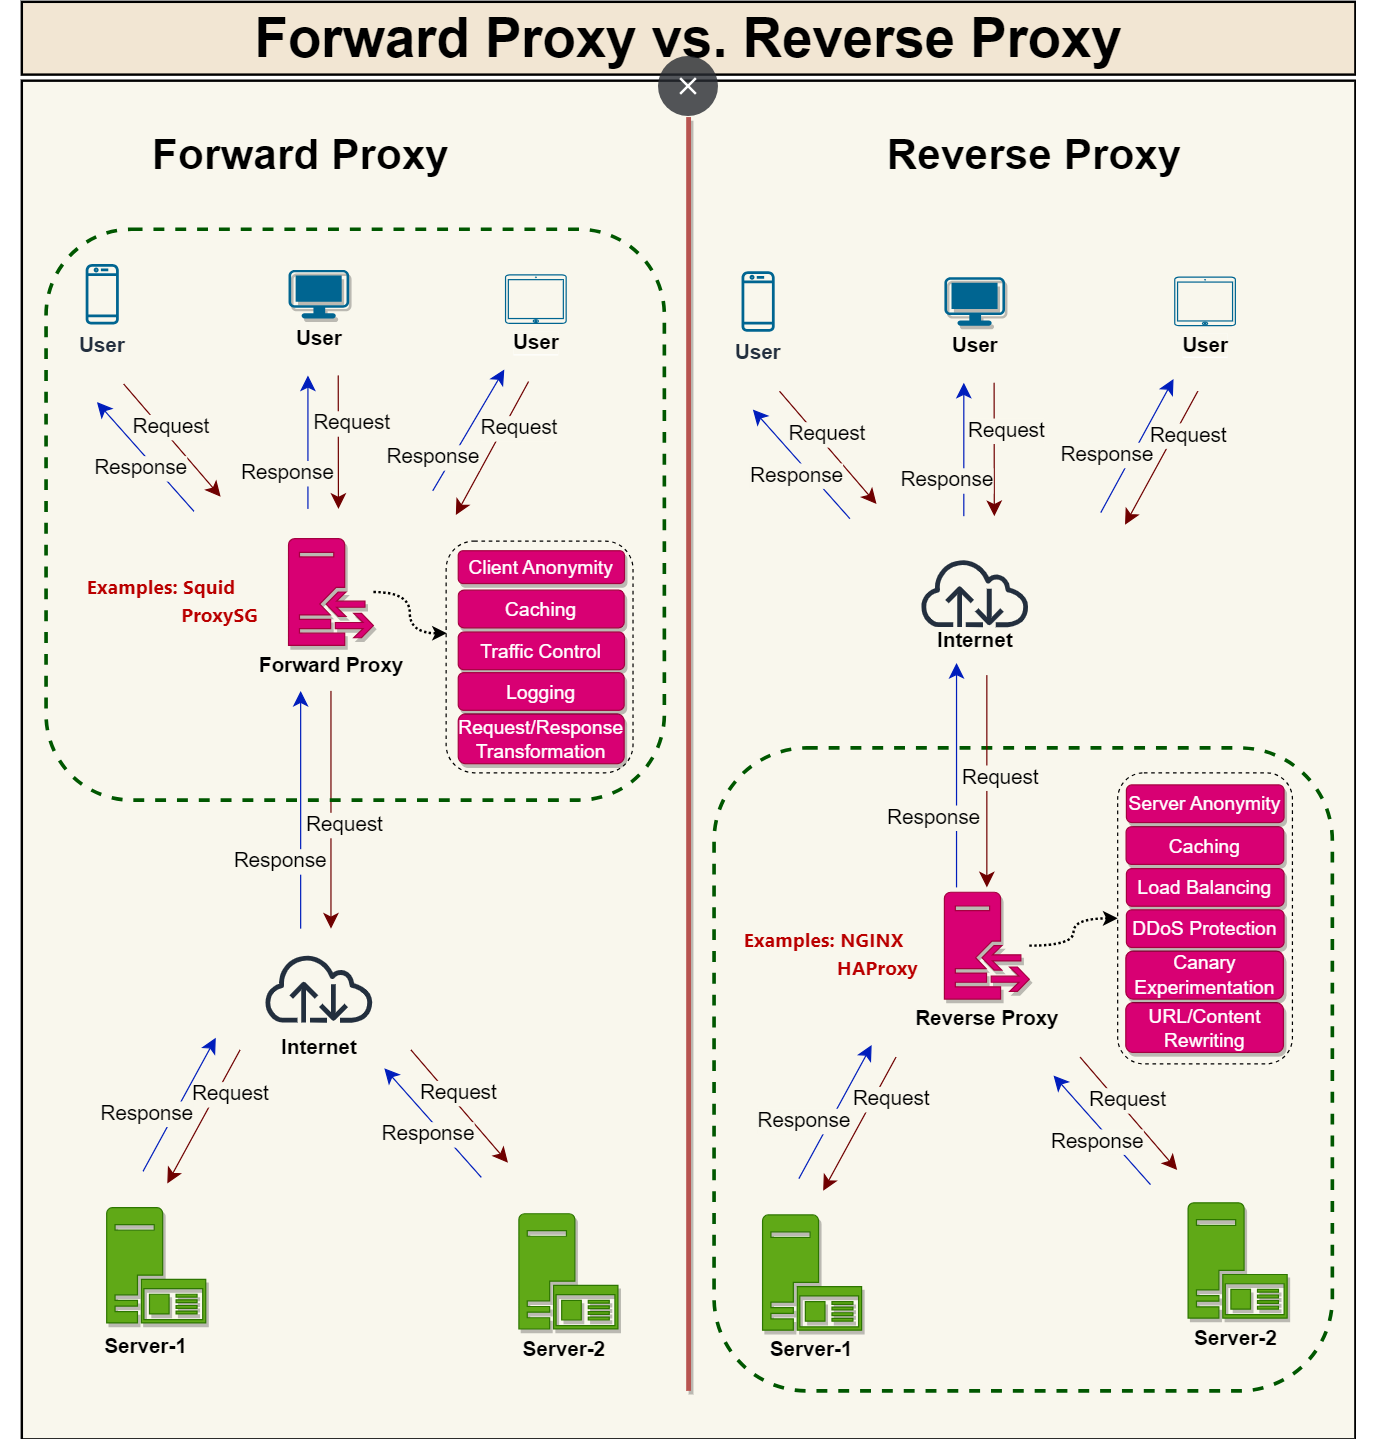 Forward Proxy vs. Reverse Proxy
Forward Proxy
User
User
User
Request
Response
Request
Response
Request
Response
Examples: Squid
ProxySG
Forward Proxy
Client Anonymity
Caching
Traffic Control
Logging
Request/Response
Transformation
Request
Response
Internet
Request
Response
Request
Response
Server-1
Server-2
Reverse Proxy
User
User
User
Request
Response
Request
Response
Request
Response
Internet
Request
Response
Examples: NGINX
HAProxy
Reverse Proxy
Server Anonymity
Caching
Load Balancing
DDoS Protection
Canary
Experimentation
URL/Content
Rewriting
Request
Response
Request
Response
Server-1
Server-2